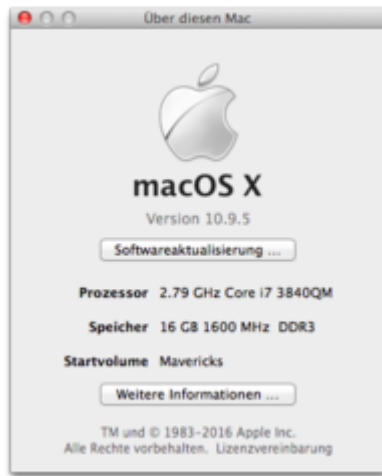 Über diesen Mac
macOS X
Version 10.9.5
Softwareaktualisierung ...
Prozessor 2.79 GHz Core i7 3840QM
Speicher 16 GB 1600 MHz DDR3
Startvolume Mavericks
Weitere Informationen ...
TM und © 1983-2016 Apple Inc.
Alle Rechte vorbehalten. Lizenzvereinbarung